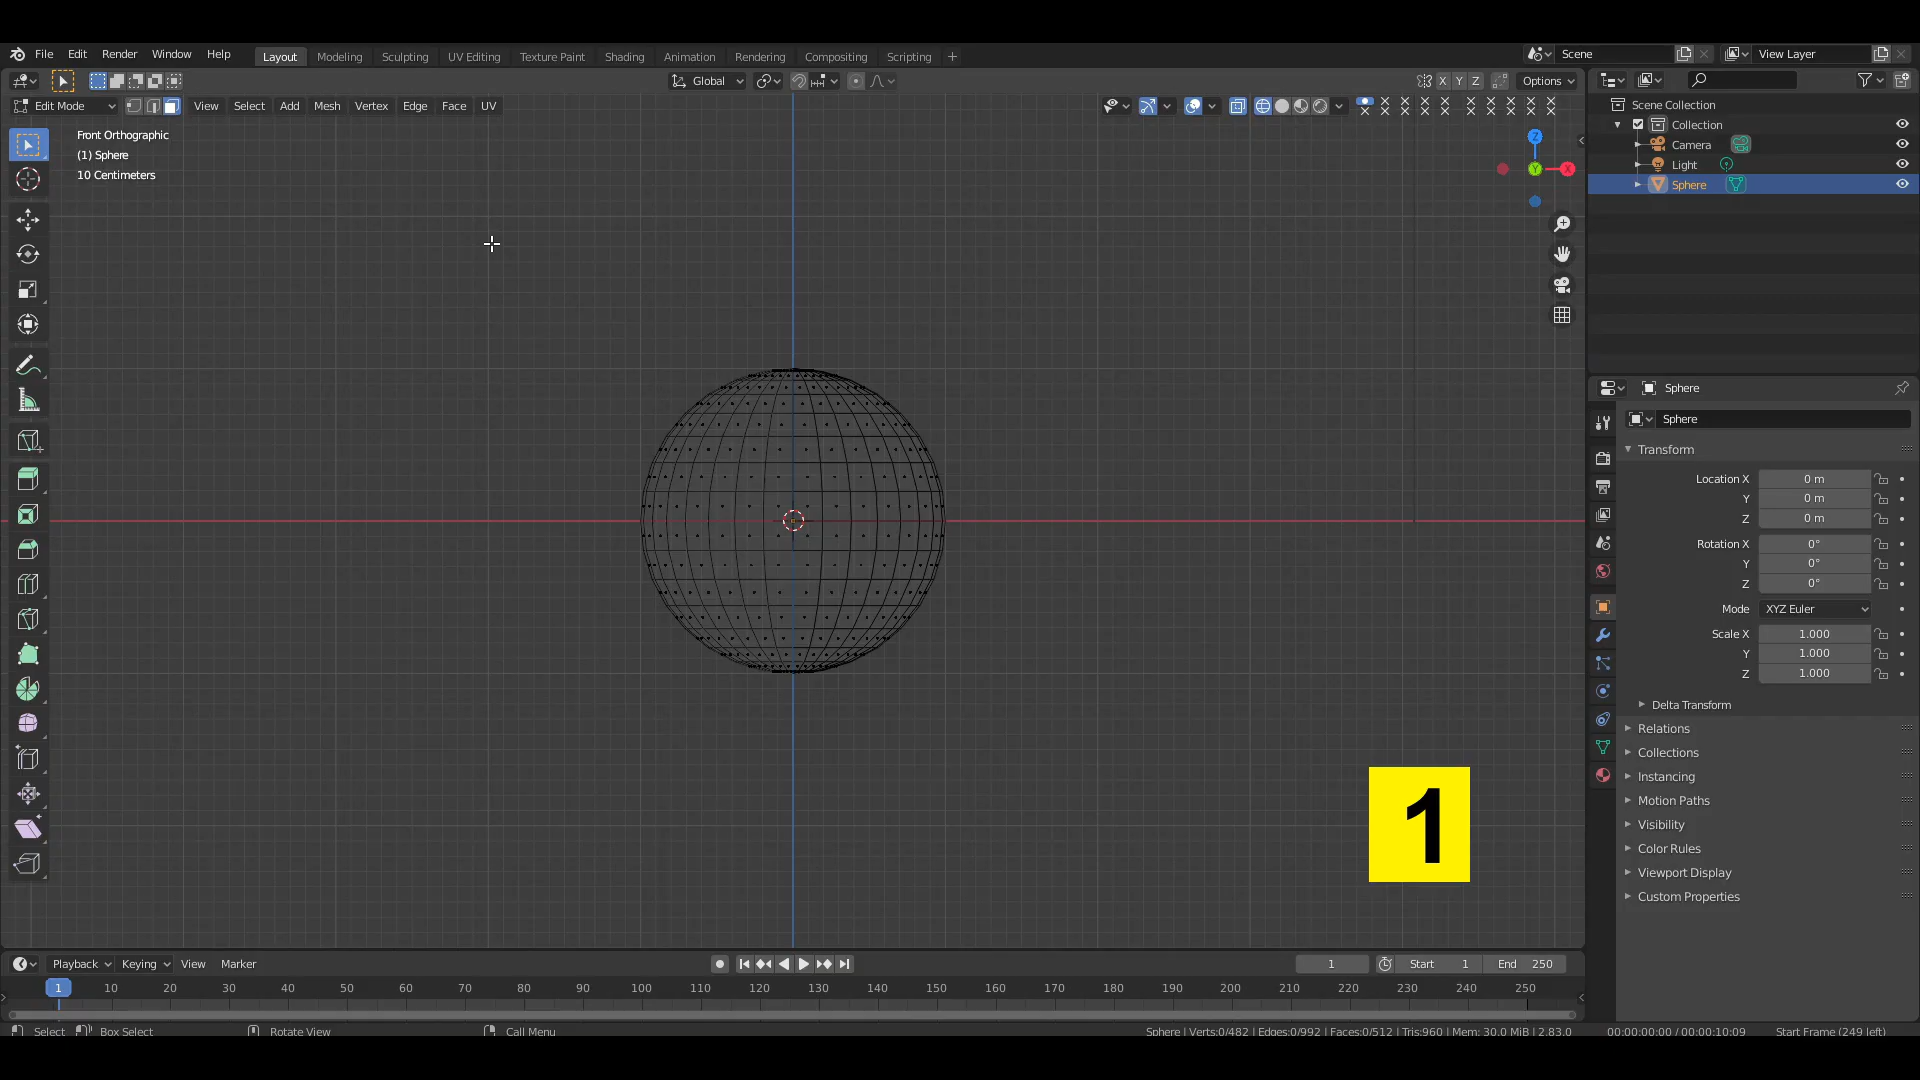 File Edit Render Window Help Layout Modeling Sculpting UV Editing Texture Paint Shading Animation Rendering Compositing Scripting + Scene View Layer
Global X Y Z Options
Edit Mode View Select Add Mesh Vertex Edge Face UV
Front Orthographic
(1) Sphere
10 Centimeters
Z
Y
X
Scene Collection
Collection
Camera
Light
Sphere
Sphere
Sphere
Transform
Location X 0 m
Y 0 m
Z 0 m
Rotation X 0°
Y 0°
Z 0°
Mode XYZ Euler
Scale X 1.000
Y 1.000
Z 1.000
Delta Transform
Relations
Collections
Instancing
Motion Paths
Visibility
Color Rules
Viewport Display
Custom Properties
1
Playback Keying View Marker 1 Start 1 End 250
1 10 20 30 40 50 60 70 80 90 100 110 120 130 140 150 160 170 180 190 200 210 220 230 240 250
Select Box Select Rotate View Call Menu Sphere | Verts:0/482 | Edges:0/992 | Faces:0/512 | Tris:960 | Mem: 30.0 MiB | 2.83.0 00:00:00:00 / 00:00:10:09 Start Frame (249 left)